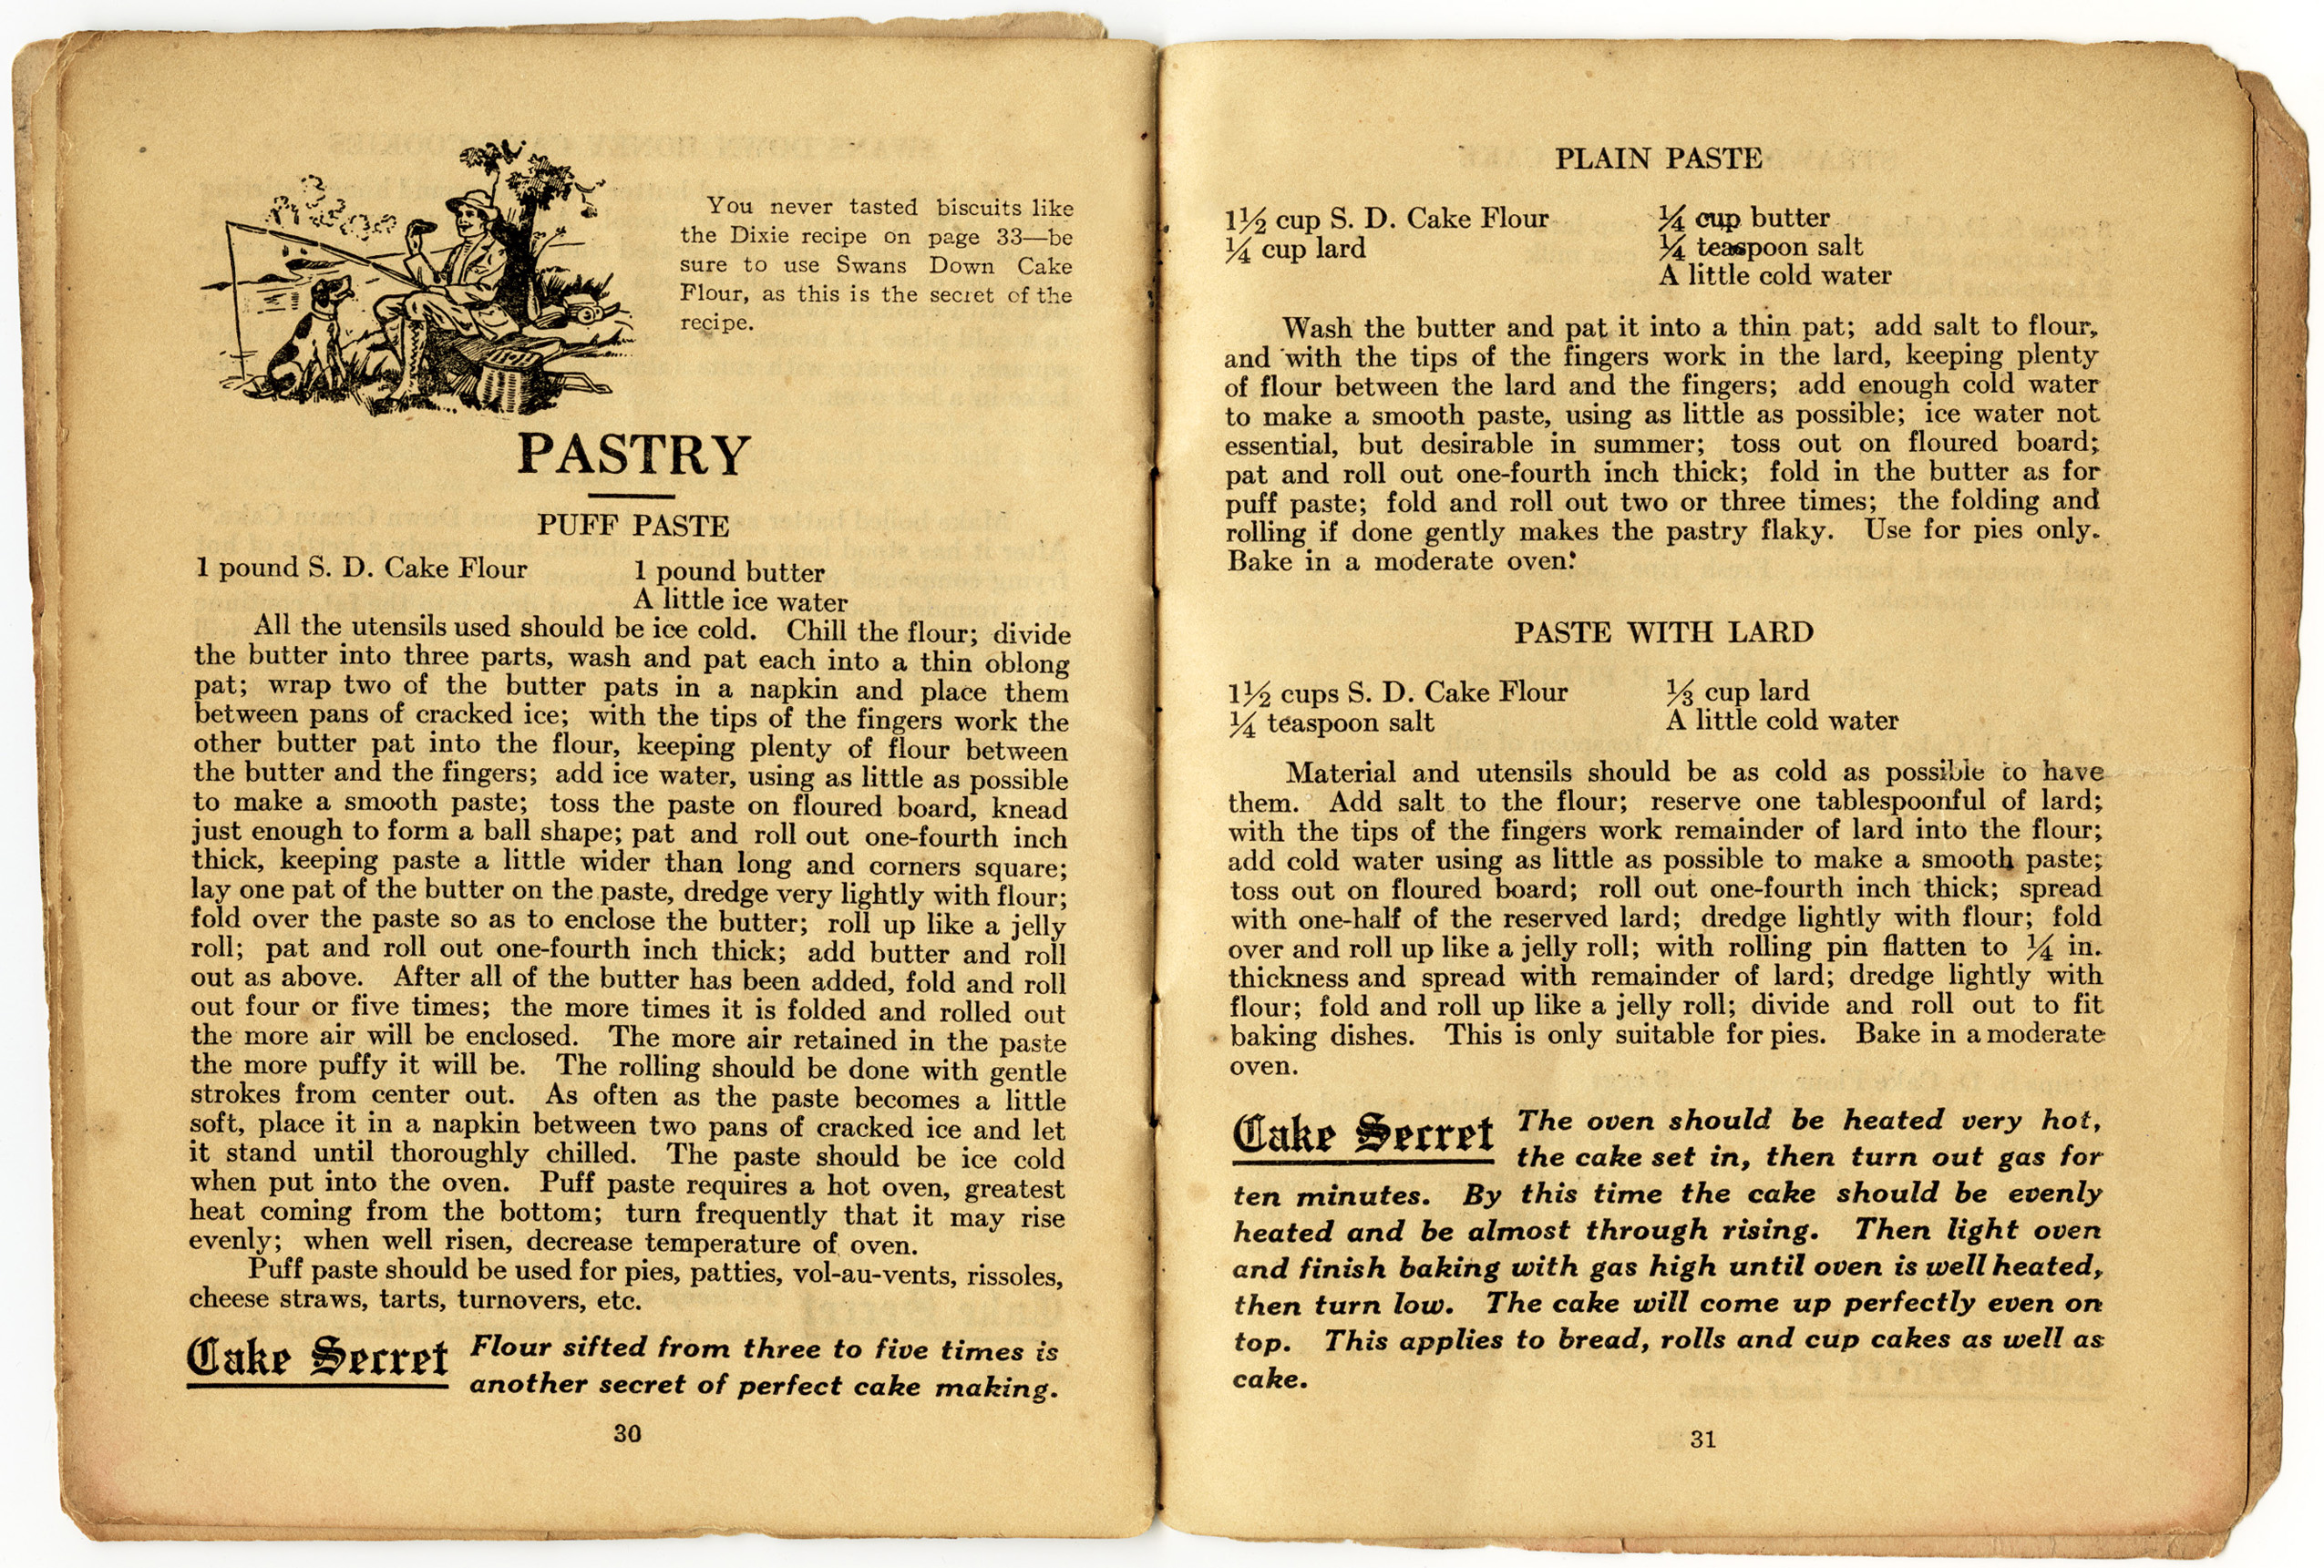 You never tasted biscuits like
the Dixie recipe on page 33—be
sure to use Swans Down Cake
Flour, as this is the secret of the
recipe.
PASTRY
PUFF PASTE
1 pound S. D. Cake Flour 1 pound butter
A little ice water
All the utensils used should be ice cold. Chill the flour; divide
the butter into three parts, wash and pat each into a thin oblong
pat; wrap two of the butter pats in a napkin and place them
between pans of cracked ice; with the tips of the fingers work the
other butter pat into the flour, keeping plenty of flour between
the butter and the fingers; add ice water, using as little as possible
to make a smooth paste; toss the paste on floured board, knead
just enough to form a ball shape; pat and roll out one-fourth inch
thick, keeping paste a little wider than long and corners square;
lay one pat of the butter on the paste, dredge very lightly with flour;
fold over the paste so as to enclose the butter; roll up like a jelly
roll; pat and roll out one-fourth inch thick; add butter and roll
out as above. After all of the butter has been added, fold and roll
out four or five times; the more times it is folded and rolled out
the more air will be enclosed. The more air retained in the paste
the more puffy it will be. The rolling should be done with gentle
strokes from center out. As often as the paste becomes a little
soft, place it in a napkin between two pans of cracked ice and let
it stand until thoroughly chilled. The paste should be ice cold
when put into the oven. Puff paste requires a hot oven, greatest
heat coming from the bottom; turn frequently that it may rise
evenly; when well risen, decrease temperature of oven.
Puff paste should be used for pies, patties, vol-au-vents, rissoles,
cheese straws, tarts, turnovers, etc.
Cake Secret Flour sifted from three to five times is
another secret of perfect cake making.
30
PLAIN PASTE
1½ cup S. D. Cake Flour ¼ cup butter
¼ cup lard ¼ teaspoon salt
A little cold water
Wash the butter and pat it into a thin pat; add salt to flour,
and with the tips of the fingers work in the lard, keeping plenty
of flour between the lard and the fingers; add enough cold water
to make a smooth paste, using as little as possible; ice water not
essential, but desirable in summer; toss out on floured board;
pat and roll out one-fourth inch thick; fold in the butter as for
puff paste; fold and roll out two or three times; the folding and
rolling if done gently makes the pastry flaky. Use for pies only.
Bake in a moderate oven.
PASTE WITH LARD
1½ cups S. D. Cake Flour ⅓ cup lard
¼ teaspoon salt A little cold water
Material and utensils should be as cold as possible to have
them. Add salt to the flour; reserve one tablespoonful of lard;
with the tips of the fingers work remainder of lard into the flour;
add cold water using as little as possible to make a smooth paste;
toss out on floured board; roll out one-fourth inch thick; spread
with one-half of the reserved lard; dredge lightly with flour; fold
over and roll up like a jelly roll; with rolling pin flatten to ¼ in.
thickness and spread with remainder of lard; dredge lightly with
flour; fold and roll up like a jelly roll; divide and roll out to fit
baking dishes. This is only suitable for pies. Bake in a moderate
oven.
Cake Secret The oven should be heated very hot,
the cake set in, then turn out gas for
ten minutes. By this time the cake should be evenly
heated and be almost through rising. Then light oven
and finish baking with gas high until oven is well heated,
then turn low. The cake will come up perfectly even on
top. This applies to bread, rolls and cup cakes as well as
cake.
31